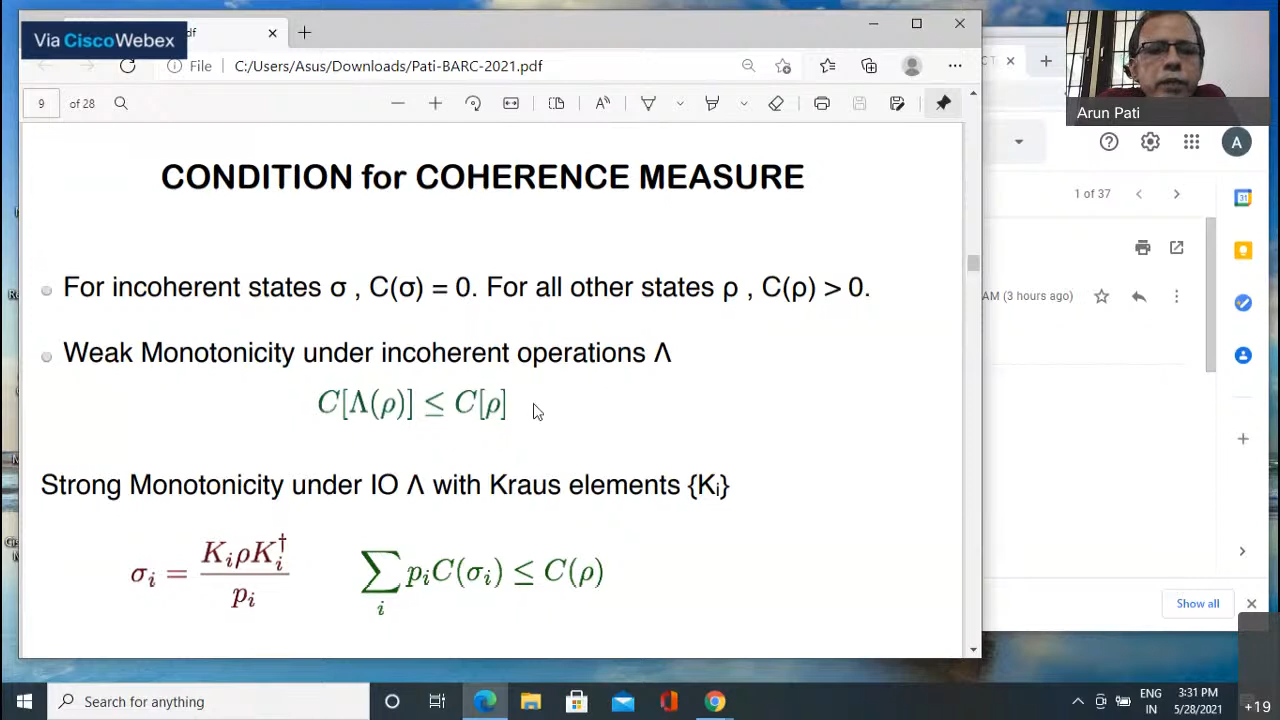 Via Cisco Webex
df
File
C:/Users/Asus/Downloads/Pati-BARC-2021.pdf
9
of 28
CONDITION for COHERENCE MEASURE
For incoherent states σ , C(σ) = 0. For all other states ρ , C(ρ) > 0.
Weak Monotonicity under incoherent operations Λ
C[Λ(ρ)] ≤ C[ρ]
Strong Monotonicity under IO Λ with Kraus elements {Kᵢ}
σᵢ = KᵢρKᵢ† / pᵢ
∑ᵢ pᵢC(σᵢ) ≤ C(ρ)
Arun Pati
A
1 of 37
AM (3 hours ago)
Show all
Search for anything
ENG
IN
3:31 PM
5/28/2021
+19